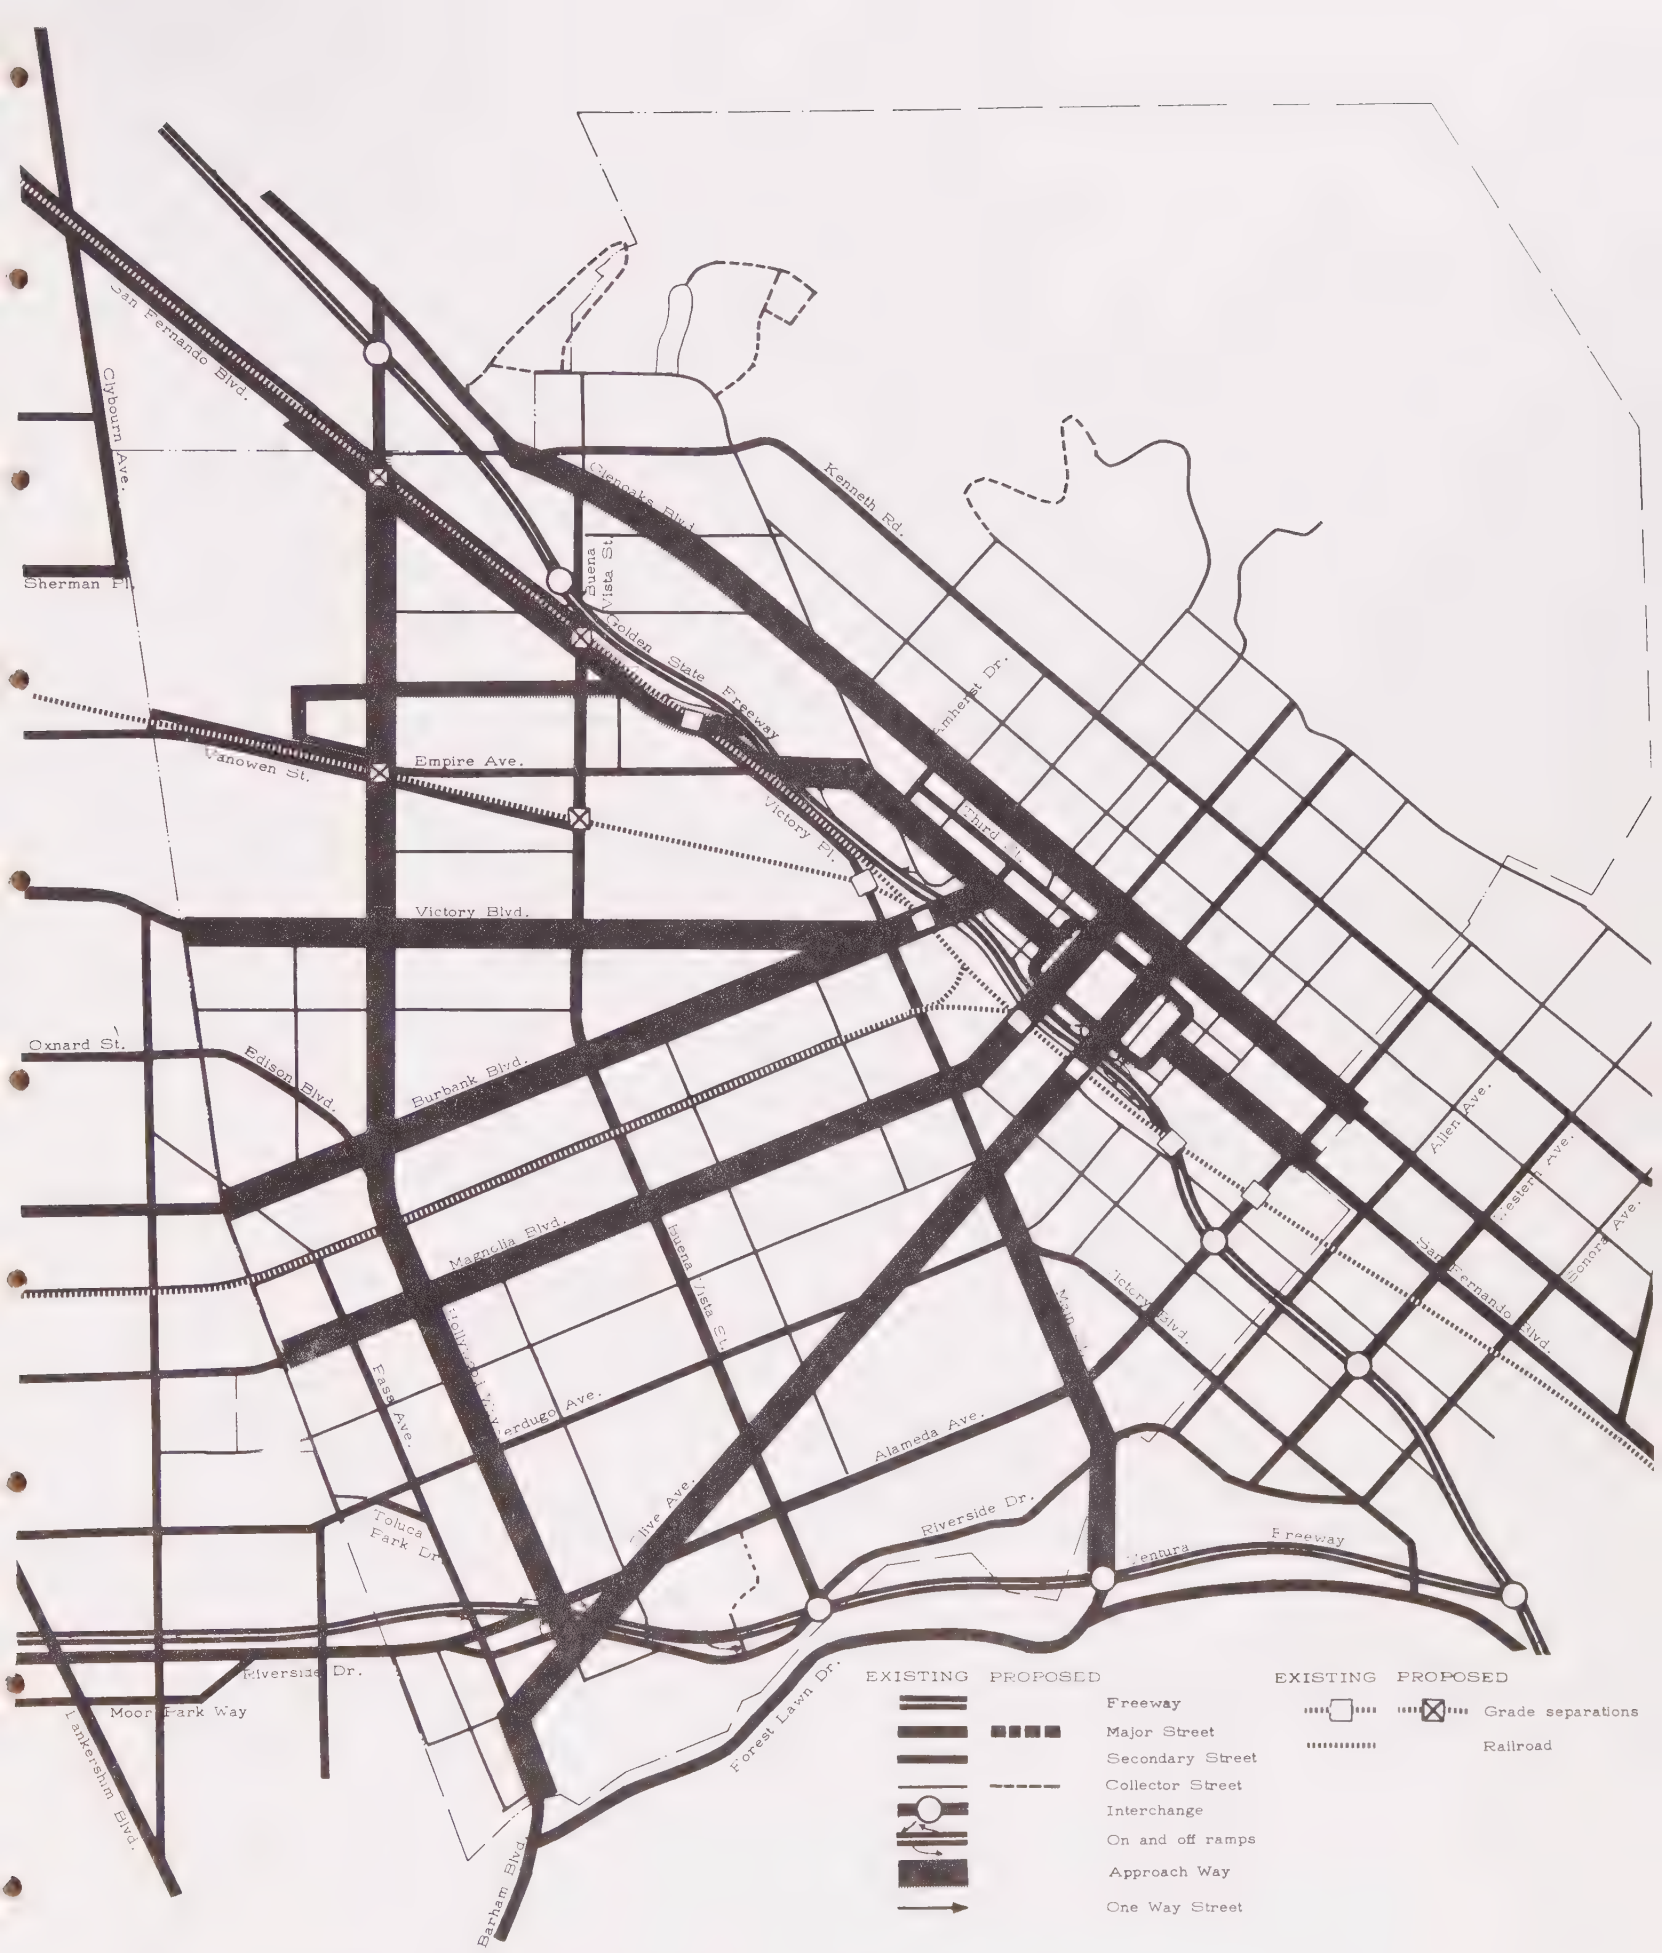 San Fernando Blvd.
Clybourn
Ave.
Kenneth Rd.
Glenoaks Blvd.
Buena
Vista St.
Sherman Pl.
Golden State Freeway
Amherst Dr.
Vanowen St.
Empire Ave.
Victory Pl.
Third
Victory Blvd.
Oxnard St.
Edison Blvd.
Burbank Blvd.
Allen Ave.
Western Ave.
Sonora Ave.
Magnolia Blvd.
Buena Vista St.
San Fernando Blvd.
Victory Blvd.
Main
Hollywood Way
Pass Ave.
Verdugo Ave.
Alameda Ave.
Olive Ave.
Toluca
Park Dr.
Riverside Dr.
Ventura Freeway
Riverside Dr.
Moor Park Way
Lankershim Blvd.
Forest Lawn Dr.
Barham Blvd.
EXISTING PROPOSED
Freeway
Major Street
Secondary Street
Collector Street
Interchange
On and off ramps
Approach Way
One Way Street
EXISTING PROPOSED
Grade separations
Railroad